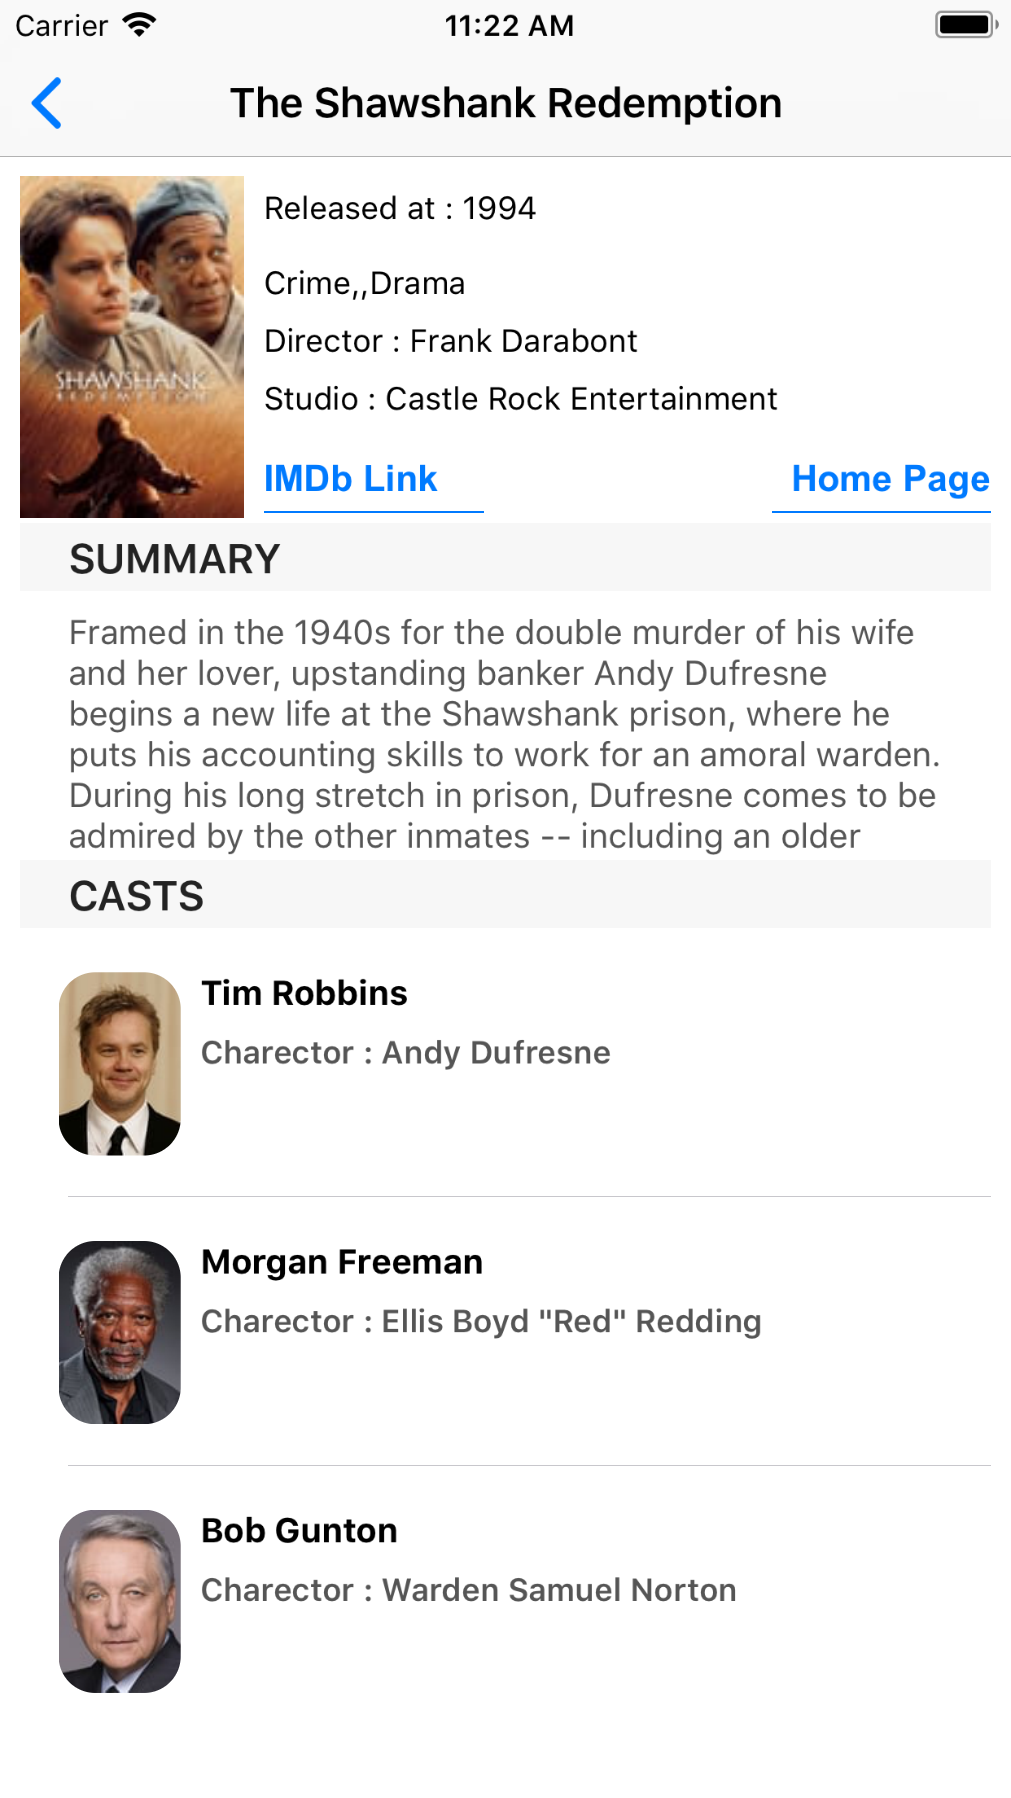 Carrier 11:22 AM
The Shawshank Redemption
SHAWSHANK
REDEMPTION
Released at : 1994
Crime,,Drama
Director : Frank Darabont
Studio : Castle Rock Entertainment
IMDb Link Home Page
SUMMARY
Framed in the 1940s for the double murder of his wife
and her lover, upstanding banker Andy Dufresne
begins a new life at the Shawshank prison, where he
puts his accounting skills to work for an amoral warden.
During his long stretch in prison, Dufresne comes to be
admired by the other inmates -- including an older
CASTS
Tim Robbins
Charector : Andy Dufresne
Morgan Freeman
Charector : Ellis Boyd "Red" Redding
Bob Gunton
Charector : Warden Samuel Norton